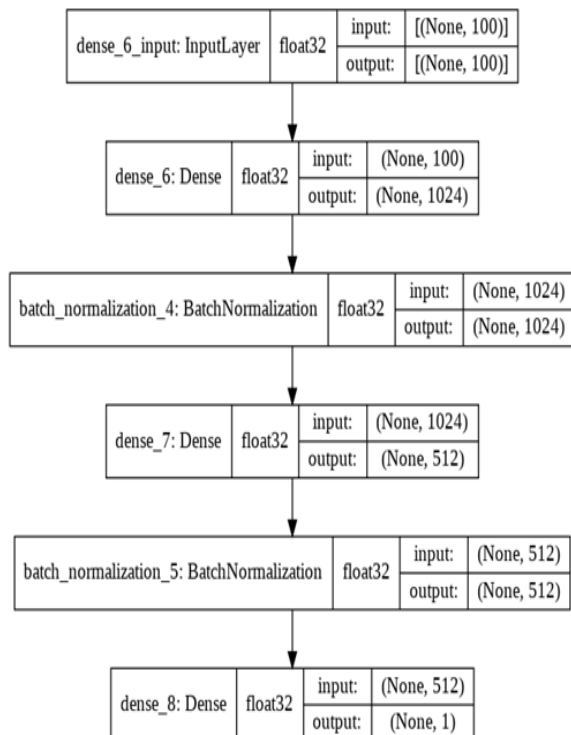 dense_6_input: InputLayer float32 input: [(None, 100)]
output: [(None, 100)]
dense_6: Dense float32 input: (None, 100)
output: (None, 1024)
batch_normalization_4: BatchNormalization float32 input: (None, 1024)
output: (None, 1024)
dense_7: Dense float32 input: (None, 1024)
output: (None, 512)
batch_normalization_5: BatchNormalization float32 input: (None, 512)
output: (None, 512)
dense_8: Dense float32 input: (None, 512)
output: (None, 1)